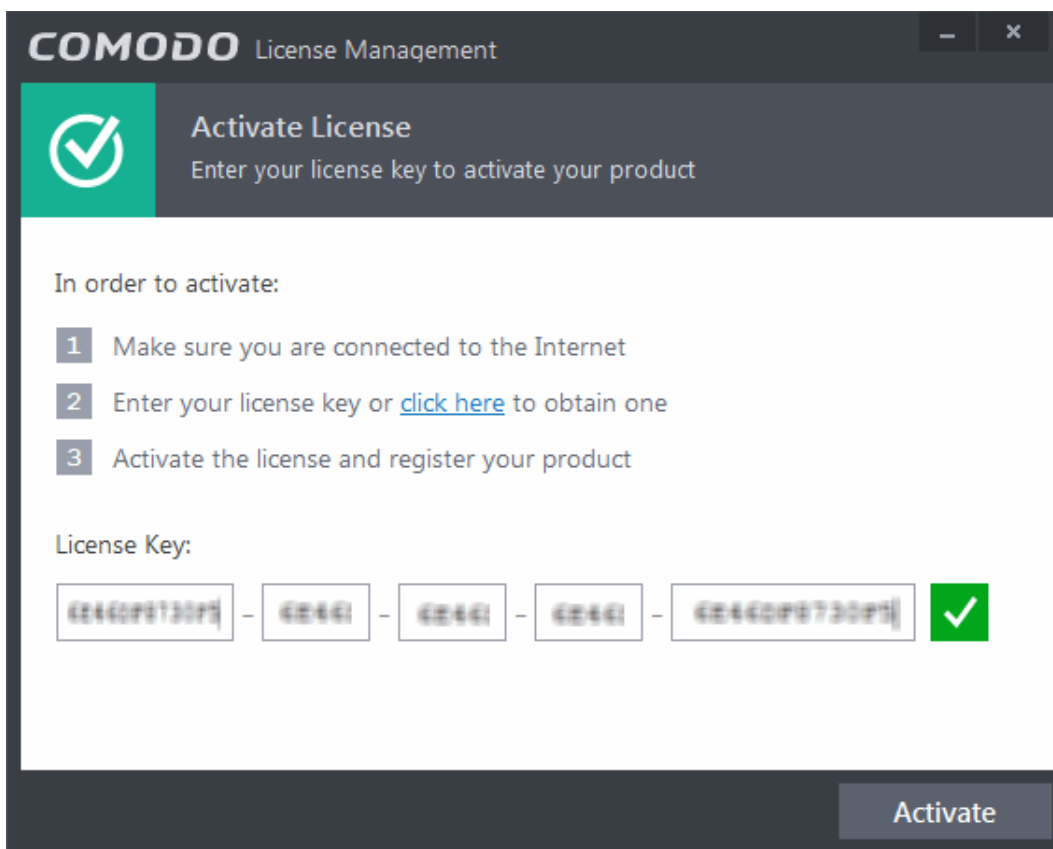 COMODO License Management
Activate License
Enter your license key to activate your product
In order to activate:
1 Make sure you are connected to the Internet
2 Enter your license key or click here to obtain one
3 Activate the license and register your product
License Key:
- - - -
Activate